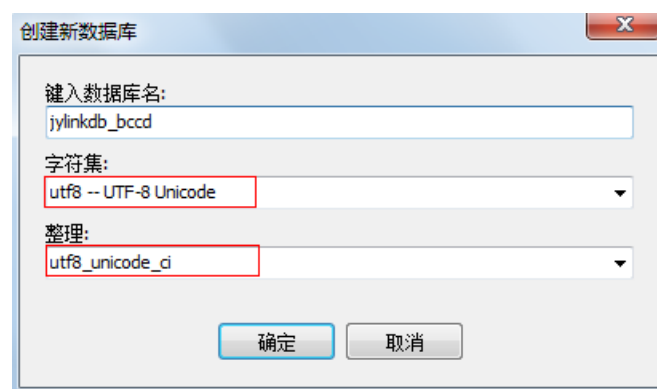 创建新数据库
键入数据库名:
jylinkdb_bccd
字符集:
utf8 -- UTF-8 Unicode
整理:
utf8_unicode_ci
确定
取消